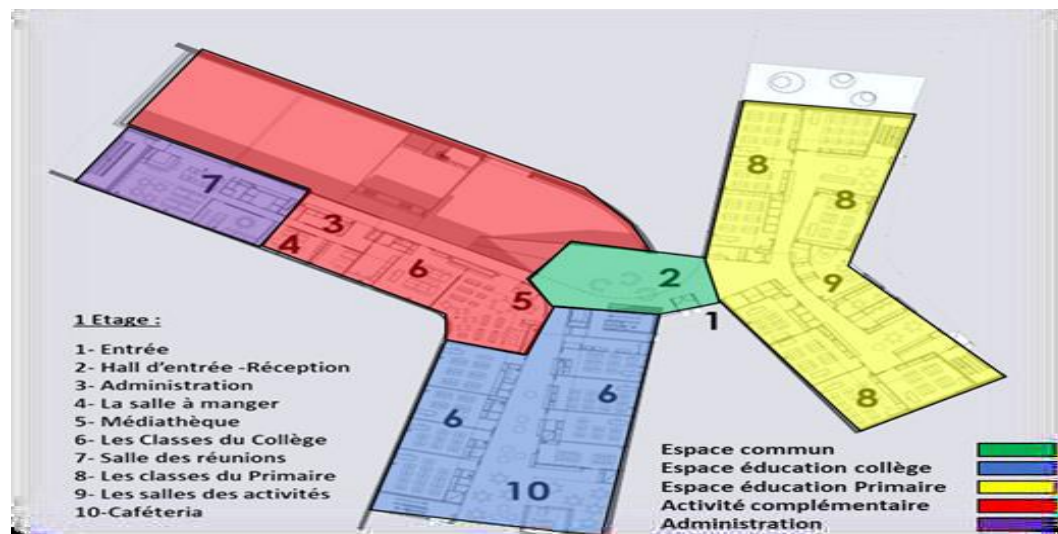 8
8
7
3
4
6
2
9
5
1
6
6
8
10
1 Etage :
1- Entrée
2- Hall d'entrée -Réception
3- Administration
4- La salle à manger
5- Médiathèque
6- Les Classes du Collège
7- Salle des réunions
8- Les classes du Primaire
9- Les salles des activités
10-Caféteria
Espace commun
Espace éducation collège
Espace éducation Primaire
Activité complémentaire
Administration